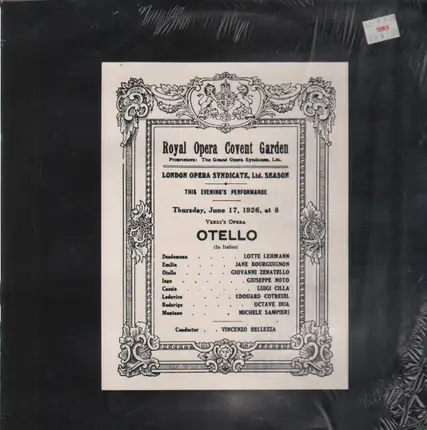 Royal Opera Covent Garden
Proprietors: The Grand Opera Syndicate, Ltd.
LONDON OPERA SYNDICATE, Ltd. SEASON
THIS EVENING'S PERFORMANCE
Thursday, June 17, 1926, at 8
VERDI'S OPERA
OTELLO
(In Italian)
Desdemona . . . . LOTTE LEHMANN
Emilia . . . . JANE BOURGUIGNON
Otello . . . . GIOVANNI ZENATELLO
Iago . . . . . GIUSEPPE NOTO
Cassio . . . . . LUIGI CILLA
Lodovico . . . . EDOUARD COTREUIL
Roderigo . . . . . OCTAVE DUA
Montano . . . . MICHELE SAMPIERI
Conductor . . . VINCENZO BELLEZZA